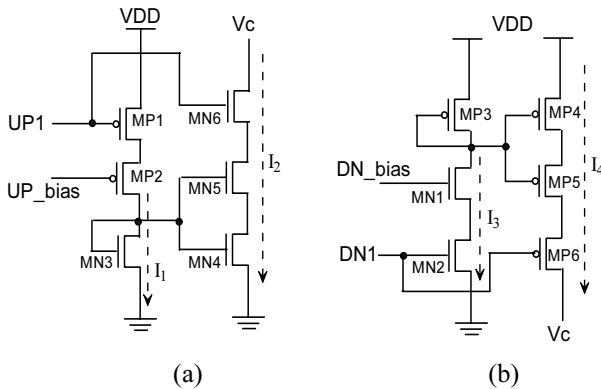 VDD
Vc
UP1
MP1
MN6
UP_bias
MP2
MN5
I2
MN3
MN4
I1
(a)
VDD
MP3
MP4
DN_bias
MN1
MP5
I4
I3
DN1
MN2
MP6
Vc
(b)